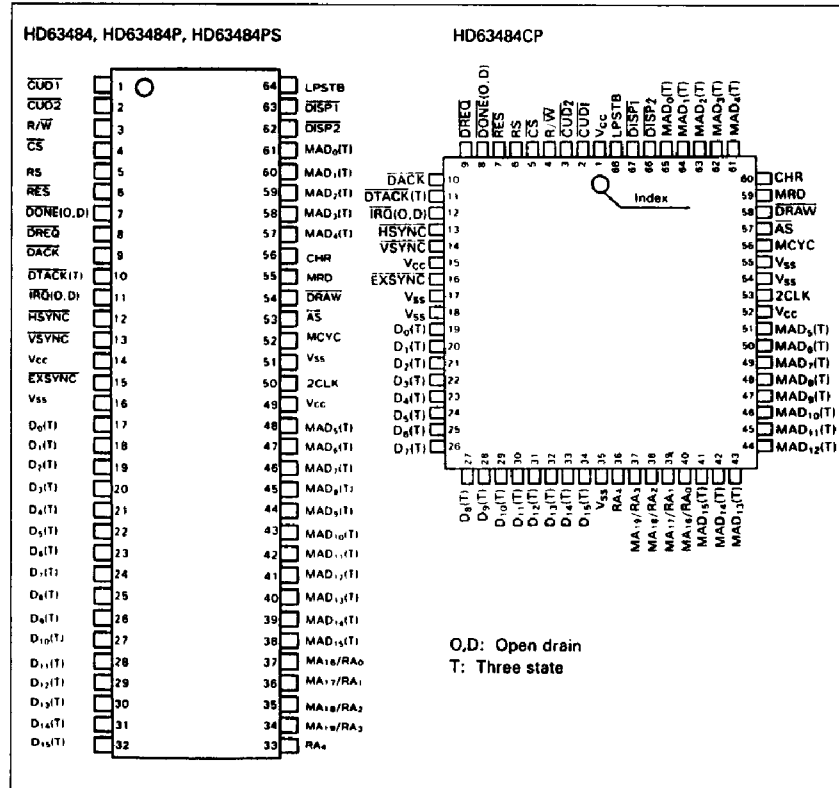 HD63484, HD63484P, HD63484PS
CUD1 1
CUD2 2
R/W 3
CS 4
RS 5
RES 6
DONE(O,D) 7
DREQ 8
DACK 9
DTACK(T) 10
IRQ(O,D) 11
HSYNC 12
VSYNC 13
Vcc 14
EXSYNC 15
Vss 16
D0(T) 17
D1(T) 18
D2(T) 19
D3(T) 20
D4(T) 21
D5(T) 22
D6(T) 23
D7(T) 24
D8(T) 25
D9(T) 26
D10(T) 27
D11(T) 28
D12(T) 29
D13(T) 30
D14(T) 31
D15(T) 32
64 LPSTB
63 DISP1
62 DISP2
61 MAD0(T)
60 MAD1(T)
59 MAD2(T)
58 MAD3(T)
57 MAD4(T)
56 CHR
55 MRD
54 DRAW
53 AS
52 MCYC
51 Vss
50 2CLK
49 Vcc
48 MAD5(T)
47 MAD6(T)
46 MAD7(T)
45 MAD8(T)
44 MAD9(T)
43 MAD10(T)
42 MAD11(T)
41 MAD12(T)
40 MAD13(T)
39 MAD14(T)
38 MAD15(T)
37 MA16/RA0
36 MA17/RA1
35 MA18/RA2
34 MA19/RA3
33 RA4
HD63484CP
DREQ 9
DONE(O,D) 8
RES 7
RS 6
CS 5
R/W 4
CUD2 3
CUD1 2
Vcc 1
LPSTB 68
DISP1 67
DISP2 66
MAD0(T) 65
MAD1(T) 64
MAD2(T) 63
MAD3(T) 62
MAD4(T) 61
Index
DACK 10
DTACK(T) 11
IRQ(O,D) 12
HSYNC 13
VSYNC 14
Vcc 15
EXSYNC 16
Vss 17
Vss 18
D0(T) 19
D1(T) 20
D2(T) 21
D3(T) 22
D4(T) 23
D5(T) 24
D6(T) 25
D7(T) 26
60 CHR
59 MRD
58 DRAW
57 AS
56 MCYC
55 Vss
54 Vss
53 2CLK
52 Vcc
51 MAD5(T)
50 MAD6(T)
49 MAD7(T)
48 MAD8(T)
47 MAD9(T)
46 MAD10(T)
45 MAD11(T)
44 MAD12(T)
27 D8(T)
28 D9(T)
29 D10(T)
30 D11(T)
31 D12(T)
32 D13(T)
33 D14(T)
34 D15(T)
35 Vss
36 RA4
37 MA19/RA3
38 MA18/RA2
39 MA17/RA1
40 MA16/RA0
41 MAD15(T)
42 MAD14(T)
43 MAD13(T)
O,D: Open drain
T: Three state